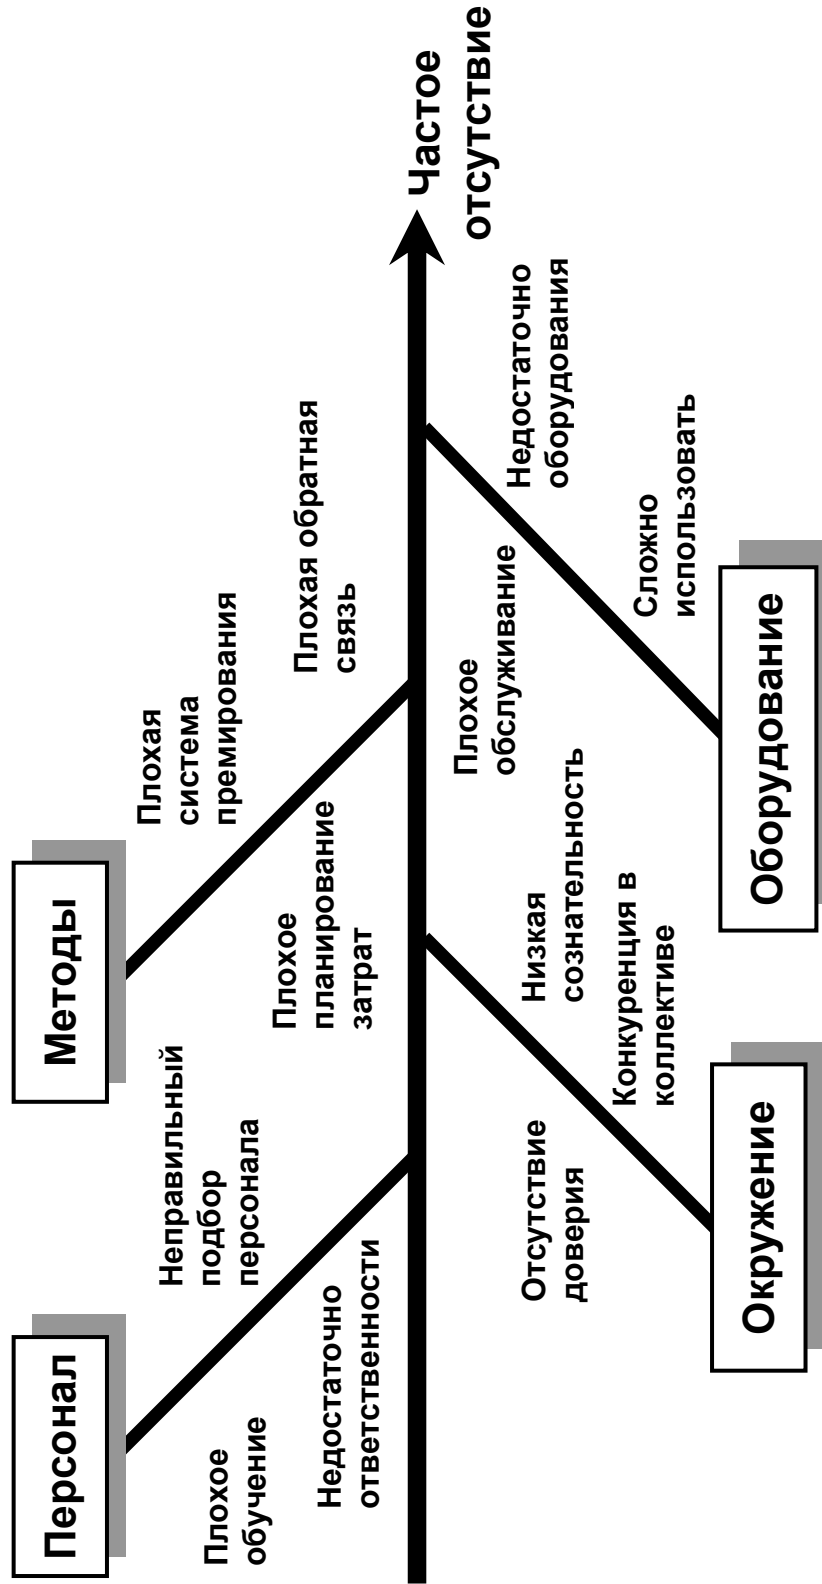 Персонал
Методы
Неправильный
подбор
персонала
Плохая
система
премирования
Плохое
обучение
Недостаточно
ответственности
Плохое
планирование
затрат
Плохая обратная
связь
Частое
отсутствие
Отсутствие
доверия
Низкая
сознательность
Конкуренция в
коллективе
Плохое
обслуживание
Недостаточно
оборудования
Сложно
использовать
Окружение
Оборудование